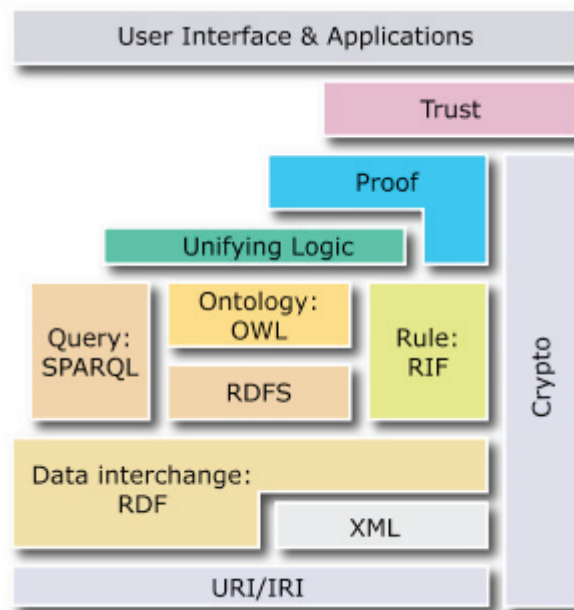 User Interface & Applications
Trust
Proof
Unifying Logic
Ontology:
OWL
Query:
SPARQL
Rule:
RIF
RDFS
Crypto
Data interchange:
RDF
XML
URI/IRI